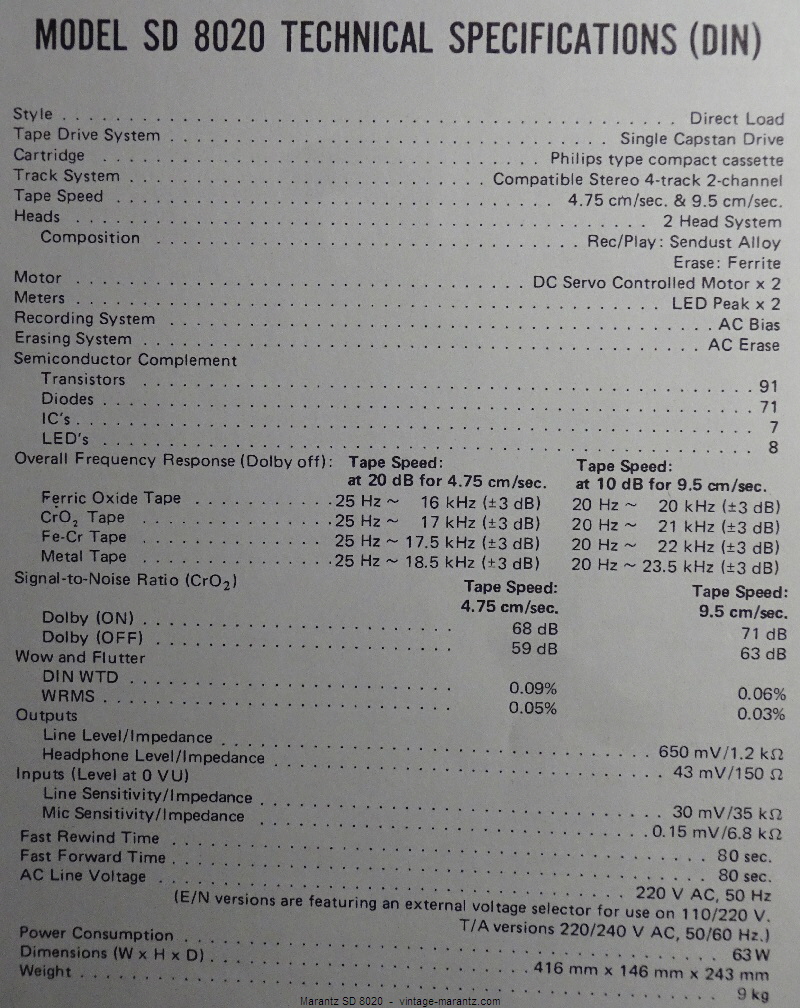 MODEL SD 8020 TECHNICAL SPECIFICATIONS (DIN)
Style . . . . . . . . . . Direct Load
Tape Drive System . . . . . . . . . . Single Capstan Drive
Cartridge . . . . . . . . . . Philips type compact cassette
Track System . . . . . . . . . . Compatible Stereo 4-track 2-channel
Tape Speed . . . . . . . . . . 4.75 cm/sec. & 9.5 cm/sec.
Heads . . . . . . . . . . 2 Head System
Composition . . . . . . . . . . Rec/Play: Sendust Alloy
Erase: Ferrite
Motor . . . . . . . . . . DC Servo Controlled Motor x 2
Meters . . . . . . . . . . LED Peak x 2
Recording System . . . . . . . . . . AC Bias
Erasing System . . . . . . . . . . AC Erase
Semiconductor Complement
Transistors . . . . . . . . . . 91
Diodes . . . . . . . . . . 71
IC's . . . . . . . . . . 7
LED's . . . . . . . . . . 8
Overall Frequency Response (Dolby off): Tape Speed: Tape Speed:
at 20 dB for 4.75 cm/sec. at 10 dB for 9.5 cm/sec.
Ferric Oxide Tape . . . . . . . . . . 25 Hz ~ 16 kHz (±3 dB) 20 Hz ~ 20 kHz (±3 dB)
CrO₂ Tape . . . . . . . . . . 25 Hz ~ 17 kHz (±3 dB) 20 Hz ~ 21 kHz (±3 dB)
Fe-Cr Tape . . . . . . . . . . 25 Hz ~ 17.5 kHz (±3 dB) 20 Hz ~ 22 kHz (±3 dB)
Metal Tape . . . . . . . . . . 25 Hz ~ 18.5 kHz (±3 dB) 20 Hz ~ 23.5 kHz (±3 dB)
Signal-to-Noise Ratio (CrO₂) Tape Speed: Tape Speed:
4.75 cm/sec. 9.5 cm/sec.
Dolby (ON) . . . . . . . . . . 68 dB 71 dB
Dolby (OFF) . . . . . . . . . . 59 dB 63 dB
Wow and Flutter
DIN WTD . . . . . . . . . . 0.09% 0.06%
WRMS . . . . . . . . . . 0.05% 0.03%
Outputs
Line Level/Impedance . . . . . . . . . . 650 mV/1.2 kΩ
Headphone Level/Impedance . . . . . . . . . . 43 mV/150 Ω
Inputs (Level at 0 VU)
Line Sensitivity/Impedance . . . . . . . . . . 30 mV/35 kΩ
Mic Sensitivity/Impedance . . . . . . . . . . 0.15 mV/6.8 kΩ
Fast Rewind Time . . . . . . . . . . 80 sec.
Fast Forward Time . . . . . . . . . . 80 sec.
AC Line Voltage . . . . . . . . . . 220 V AC, 50 Hz
(E/N versions are featuring an external voltage selector for use on 110/220 V.
T/A versions 220/240 V AC, 50/60 Hz.)
Power Consumption . . . . . . . . . . 63 W
Dimensions (W x H x D) . . . . . . . . . . 416 mm x 146 mm x 243 mm
Weight . . . . . . . . . . 9 kg
Marantz SD 8020 - vintage-marantz.com